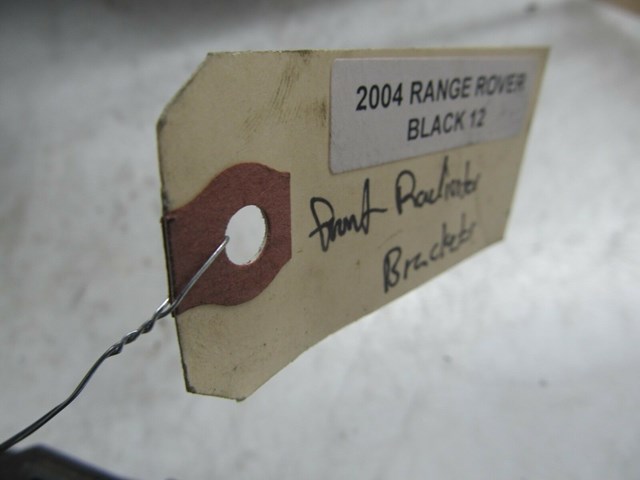 2004 RANGE ROVER
BLACK 12
Front Radiator
Brackets